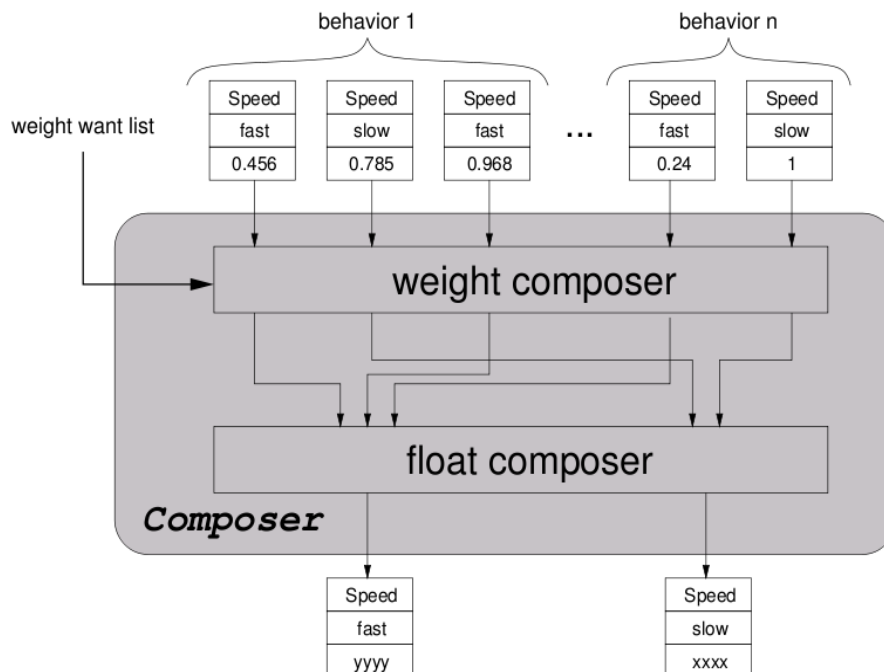 behavior 1
behavior n
Speed
fast
0.456
Speed
slow
0.785
Speed
fast
0.968
...
Speed
fast
0.24
Speed
slow
1
weight want list
weight composer
float composer
Composer
Speed
fast
yyyy
Speed
slow
xxxx